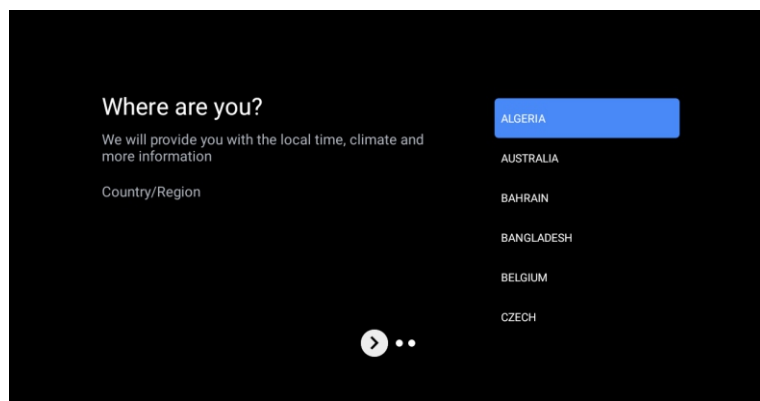 Where are you?
We will provide you with the local time, climate and
more information
Country/Region
ALGERIA
AUSTRALIA
BAHRAIN
BANGLADESH
BELGIUM
CZECH